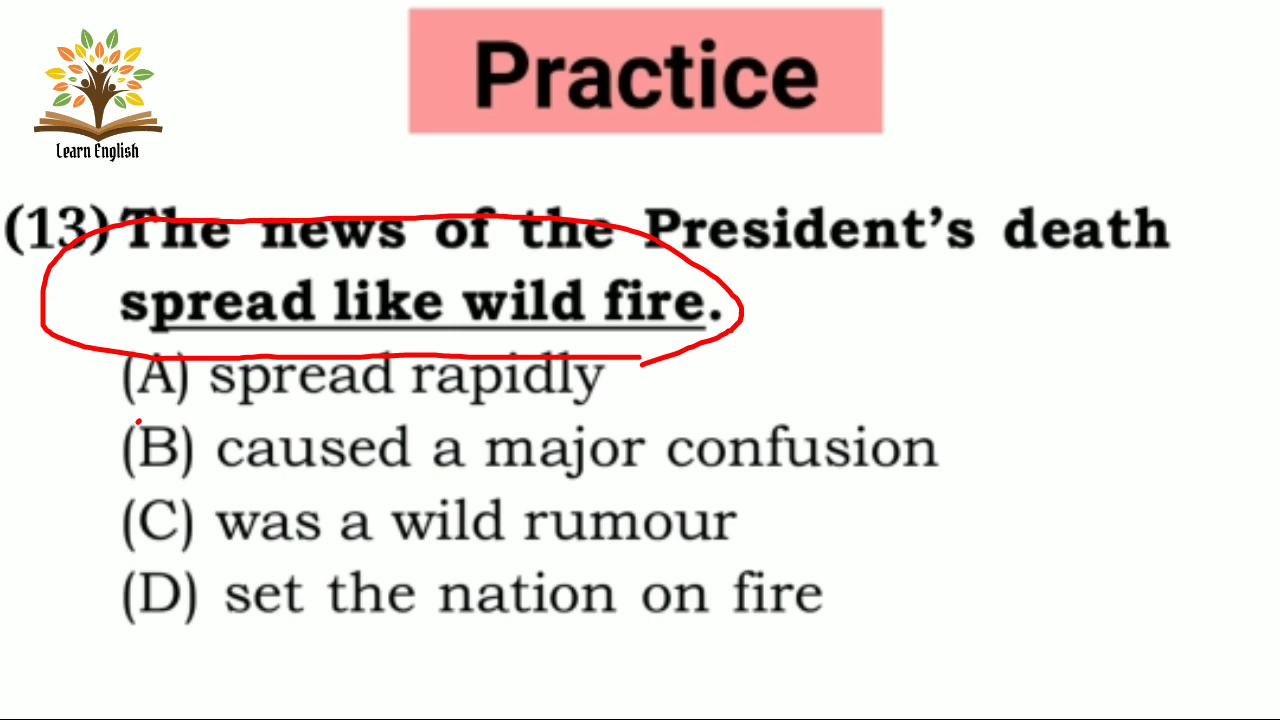 Practice
Learn English
(13) The news of the President's death
spread like wild fire.
(A) spread rapidly
(B) caused a major confusion
(C) was a wild rumour
(D) set the nation on fire